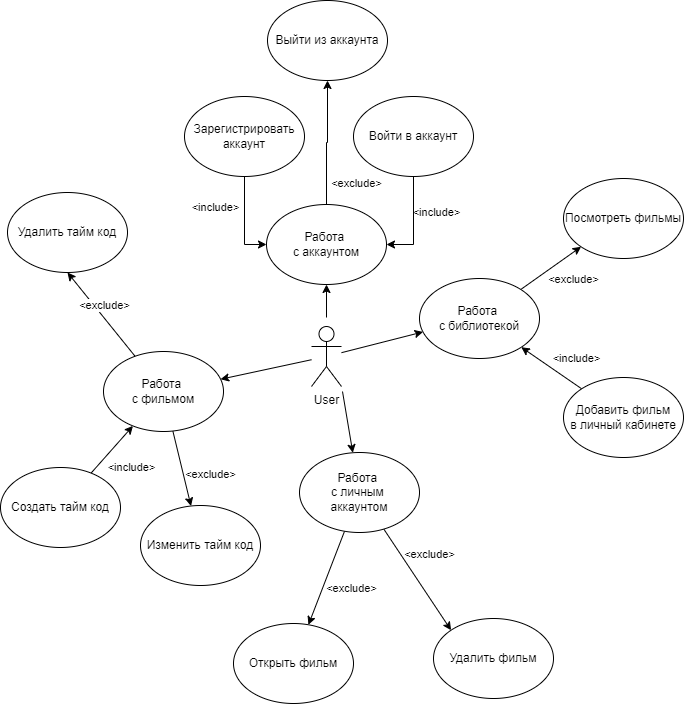 Выйти из аккаунта
Зарегистрировать
аккаунт
Войти в аккаунт
<exclude>
<include>
<include>
Посмотреть фильмы
Удалить тайм код
Работа
с аккаунтом
<exclude>
<exclude>
Работа
с библиотекой
<include>
Работа
с фильмом
User
Добавить фильм
в личный кабинете
<include>
<exclude>
Работа
с личным
аккаунтом
Создать тайм код
Изменить тайм код
<exclude>
<exclude>
Открыть фильм
Удалить фильм